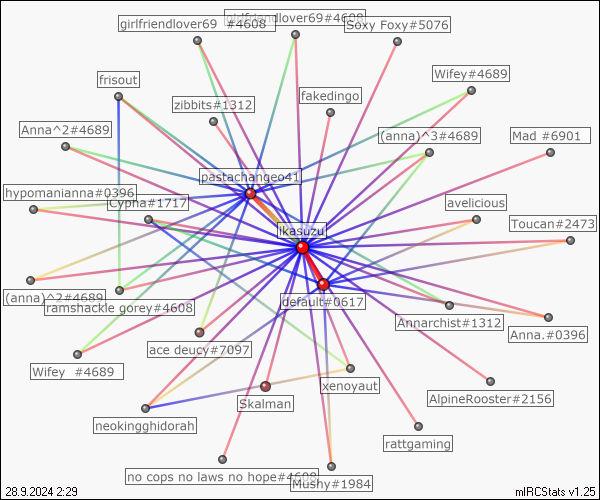 girlfriendlover69 #4608
girlfriendlover69#4608
Soxy Foxy#5076
frisout
Wifey#4689
zibbits#1312
fakedingo
Anna^2#4689
(anna)^3#4689
Mad #6901
pastachangeo41
hypomanianna#0396
Cypha#1717
avelicious
ikasuzu
Toucan#2473
(anna)^2#4689
ramshackle gorey#4608
default#0617
Annarchist#1312
Anna.#0396
ace deucy#7097
Wifey #4689
xenoyaut
Skalman
AlpineRooster#2156
neokingghidorah
rattgaming
no cops no laws no hope#4608
Mushy#1984
28.9.2024 2:29
mIRCStats v1.25